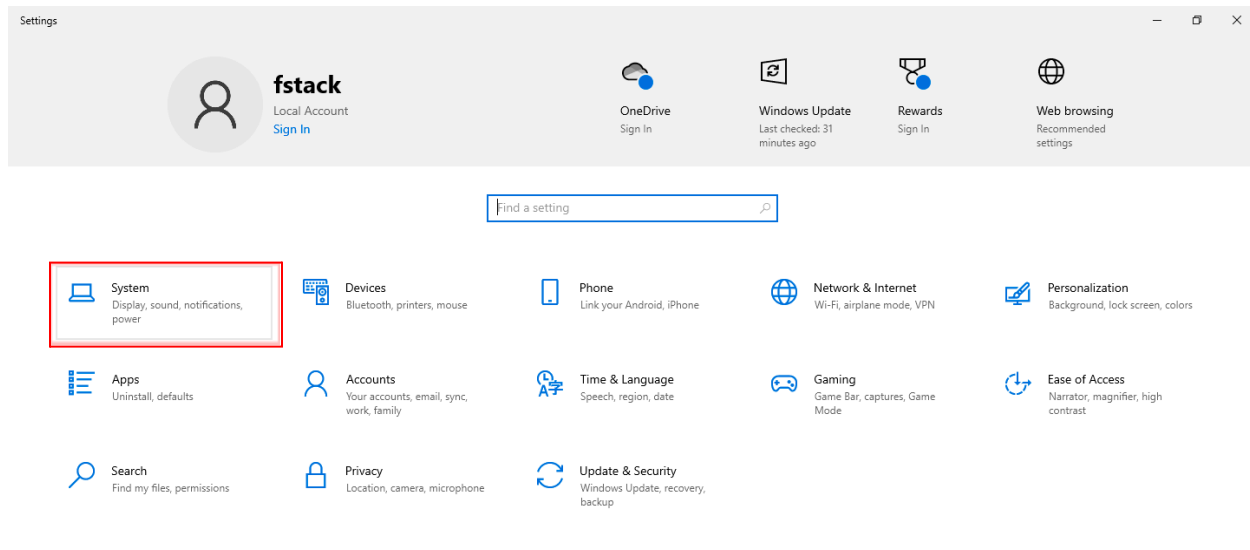 Settings
fstack
Local Account
Sign In
OneDrive
Sign In
Windows Update
Last checked: 31
minutes ago
Rewards
Sign In
Web browsing
Recommended
settings
Find a setting
System
Display, sound, notifications,
power
Devices
Bluetooth, printers, mouse
Phone
Link your Android, iPhone
Network & Internet
Wi-Fi, airplane mode, VPN
Personalization
Background, lock screen, colors
Apps
Uninstall, defaults
Accounts
Your accounts, email, sync,
work, family
Time & Language
Speech, region, date
Gaming
Game Bar, captures, Game
Mode
Ease of Access
Narrator, magnifier, high
contrast
Search
Find my files, permissions
Privacy
Location, camera, microphone
Update & Security
Windows Update, recovery,
backup